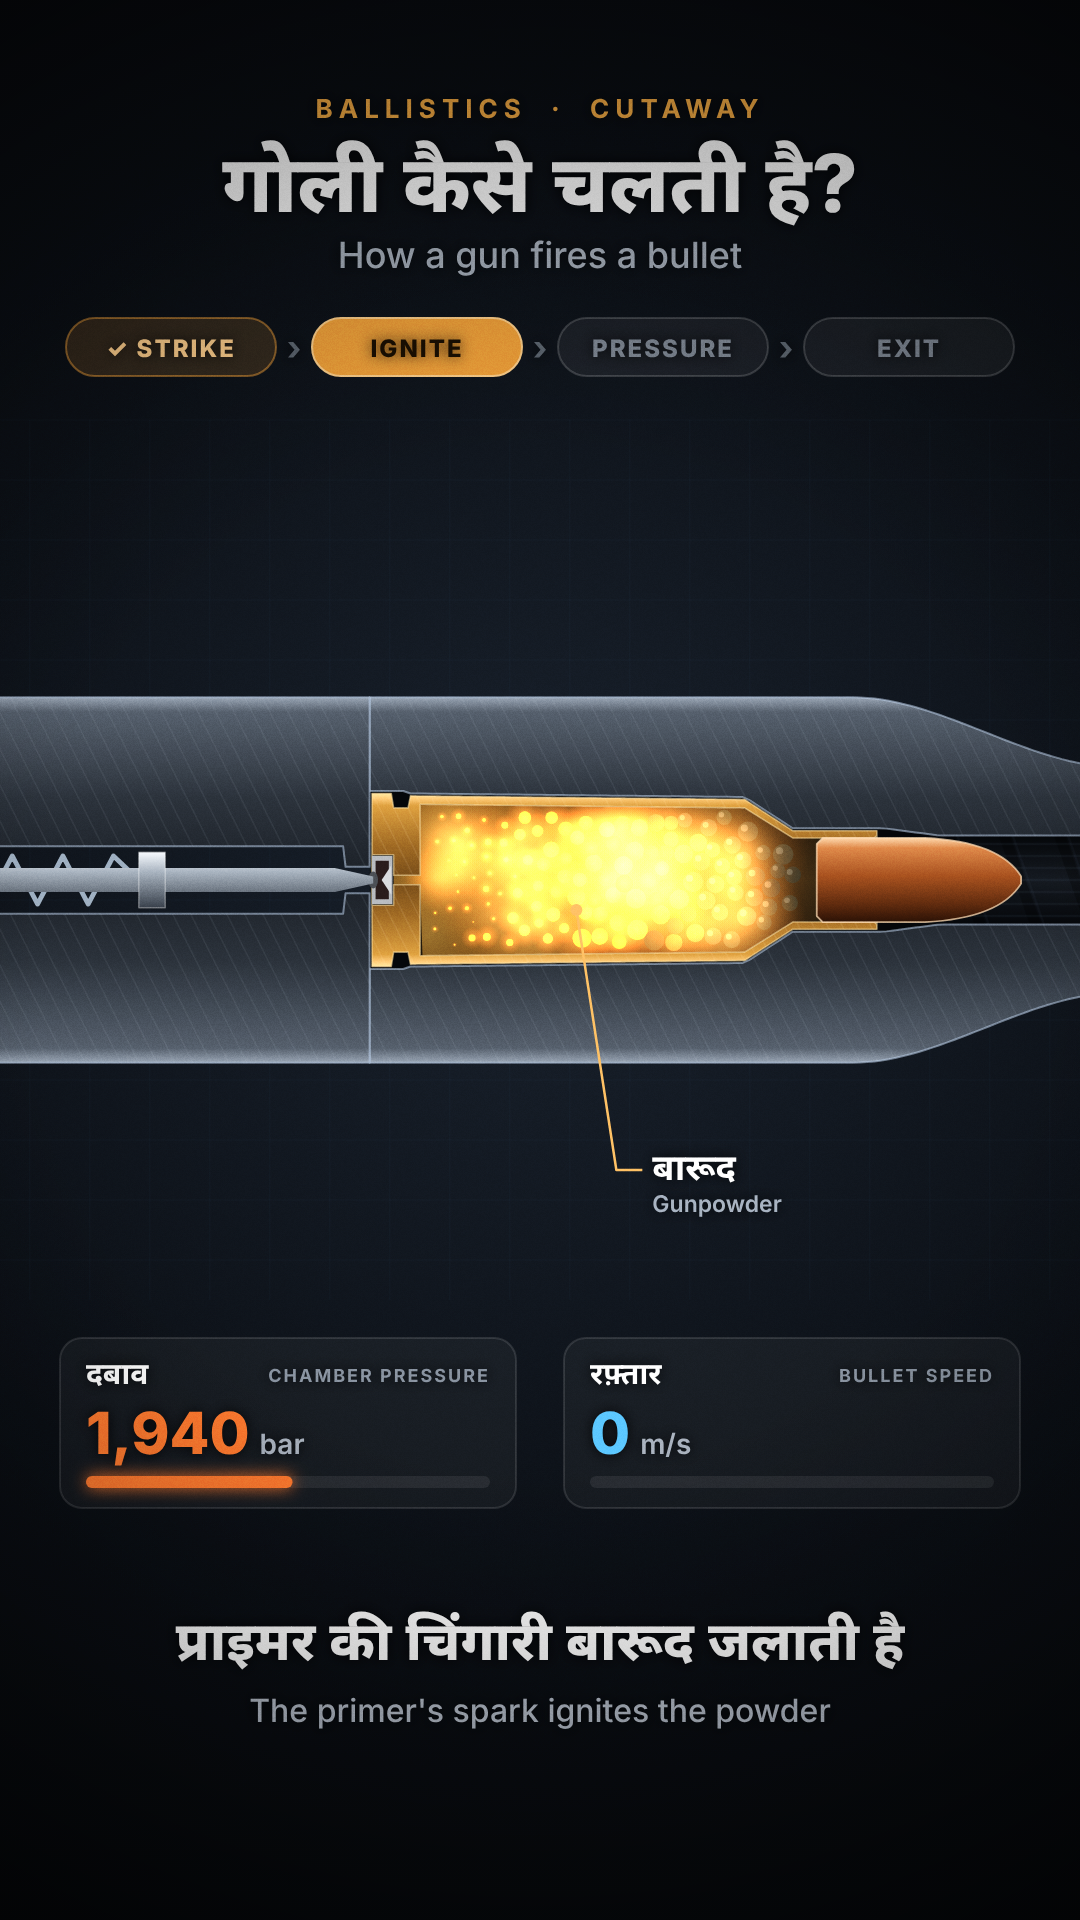 BALLISTICS · CUTAWAY
गोली कैसे चलती है?
How a gun fires a bullet
✓ STRIKE › IGNITE › PRESSURE › EXIT
बारूद
Gunpowder
दबाव CHAMBER PRESSURE
1,940 bar
रफ़्तार BULLET SPEED
0 m/s
प्राइमर की चिंगारी बारूद जलाती है
The primer's spark ignites the powder